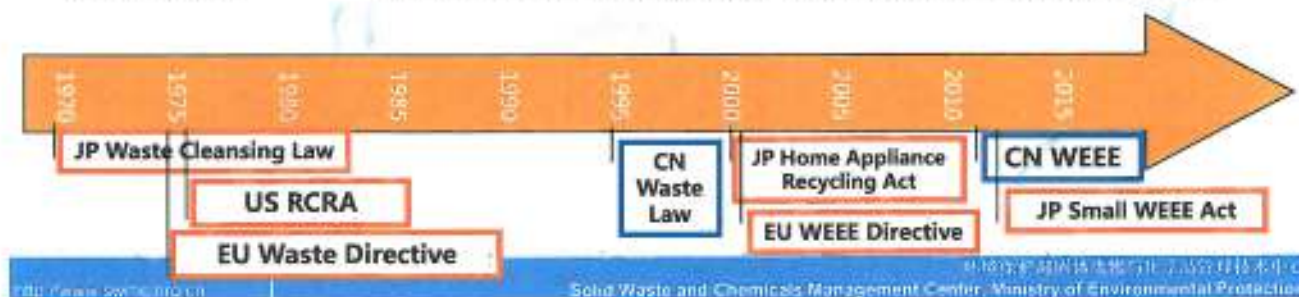 1970
1975
1980
1985
1990
1995
2000
2005
2010
2015
JP Waste Cleansing Law
US RCRA
EU Waste Directive
CN
Waste
Law
JP Home Appliance
Recycling Act
EU WEEE Directive
CN WEEE
JP Small WEEE Act
Solid Waste and Chemicals Management Center, Ministry of Environmental Protection